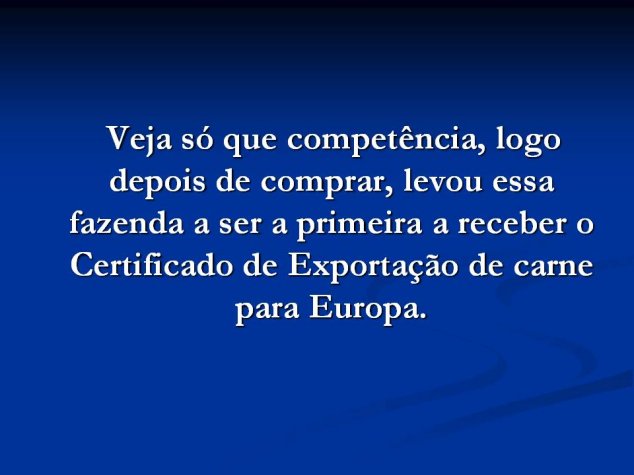 Veja só que competência, logo
depois de comprar, levou essa
fazenda a ser a primeira a receber o
Certificado de Exportação de carne
para Europa.